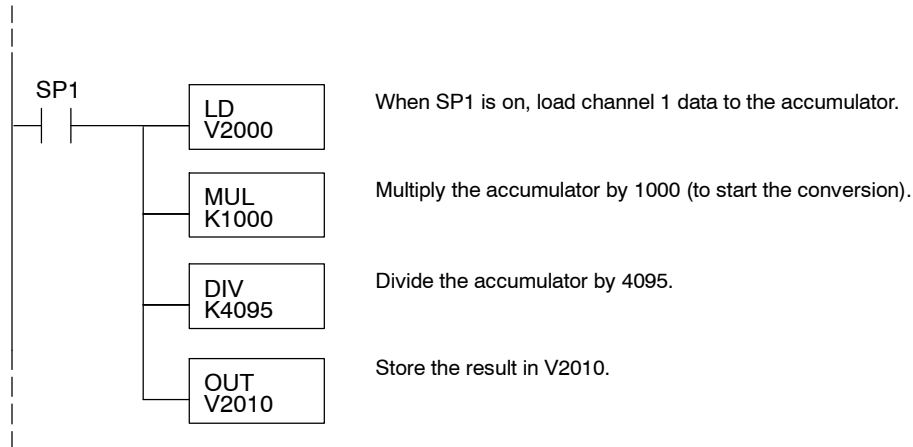 SP1
LD
V2000
When SP1 is on, load channel 1 data to the accumulator.
MUL
K1000
Multiply the accumulator by 1000 (to start the conversion).
DIV
K4095
Divide the accumulator by 4095.
OUT
V2010
Store the result in V2010.